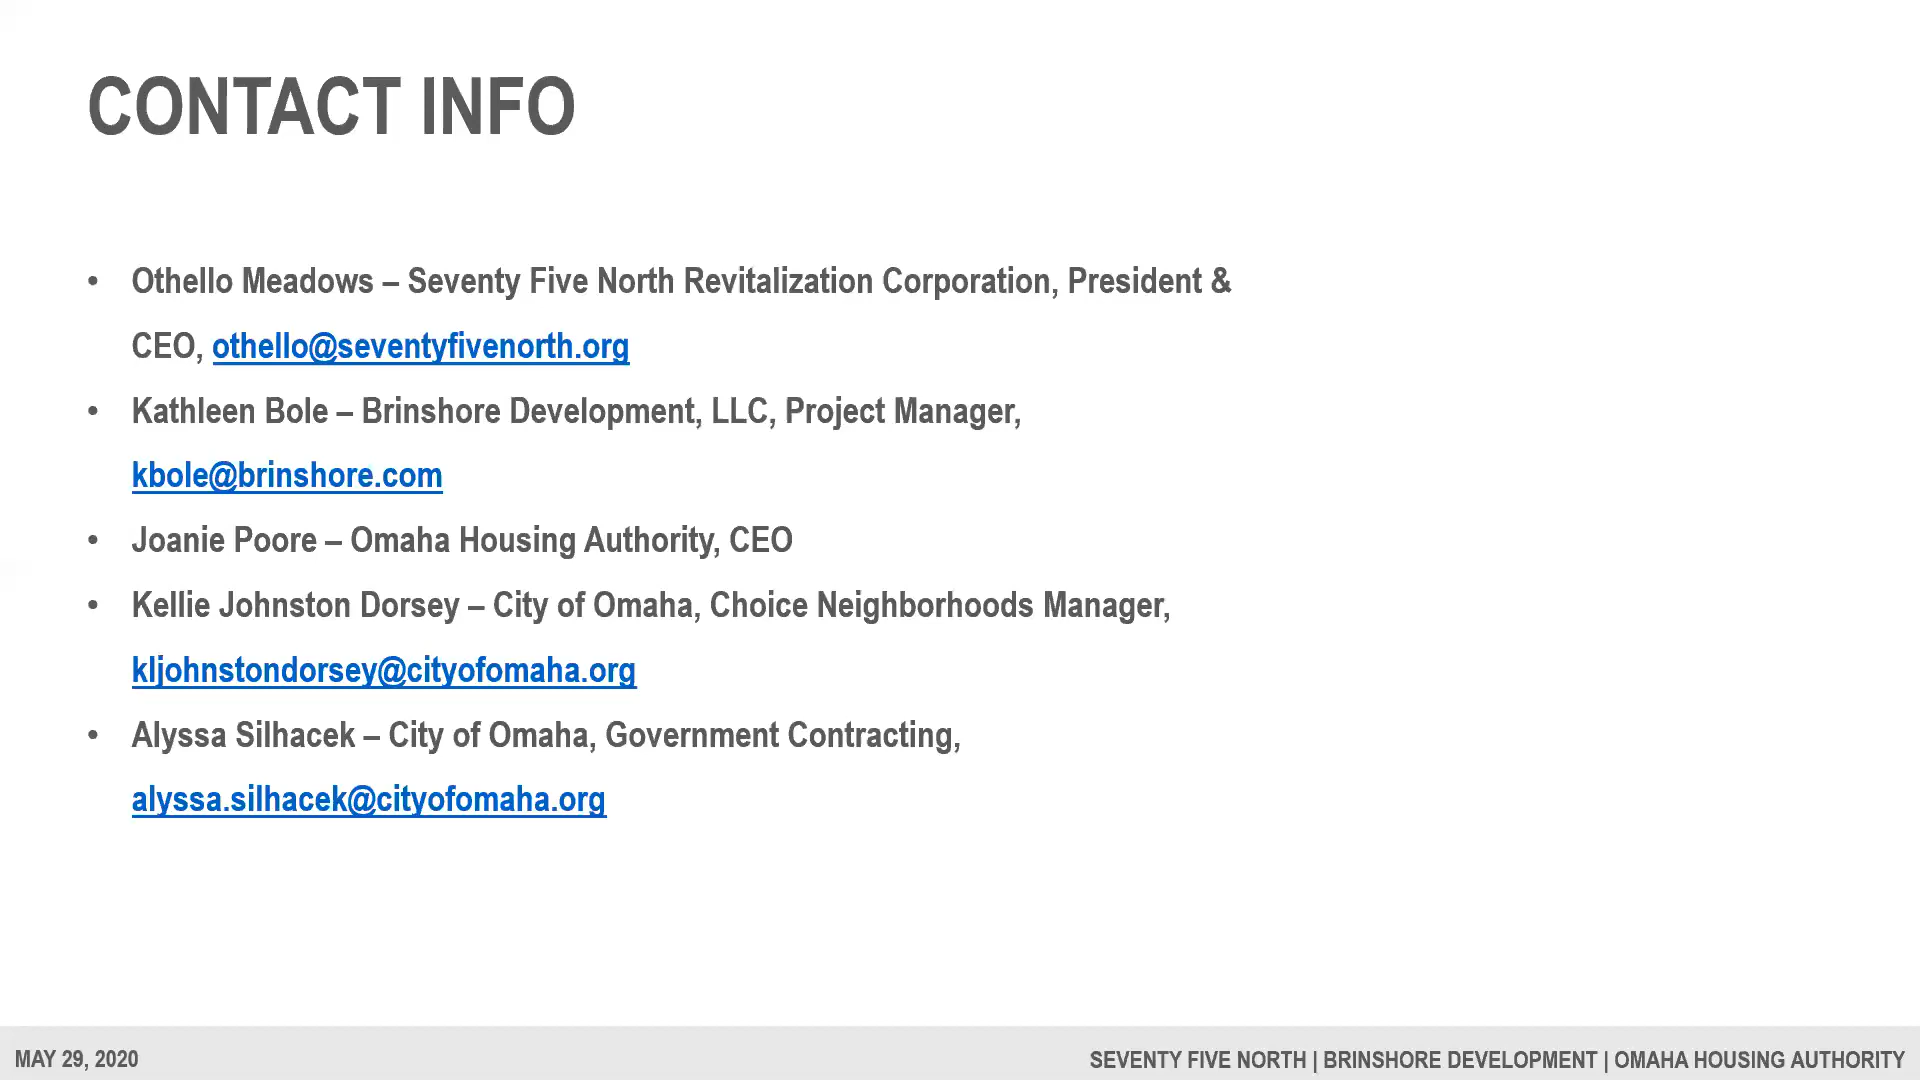 CONTACT INFO
• Othello Meadows – Seventy Five North Revitalization Corporation, President &
CEO, othello@seventyfivenorth.org
• Kathleen Bole – Brinshore Development, LLC, Project Manager,
kbole@brinshore.com
• Joanie Poore – Omaha Housing Authority, CEO
• Kellie Johnston Dorsey – City of Omaha, Choice Neighborhoods Manager,
kljohnstondorsey@cityofomaha.org
• Alyssa Silhacek – City of Omaha, Government Contracting,
alyssa.silhacek@cityofomaha.org
MAY 29, 2020
SEVENTY FIVE NORTH | BRINSHORE DEVELOPMENT | OMAHA HOUSING AUTHORITY